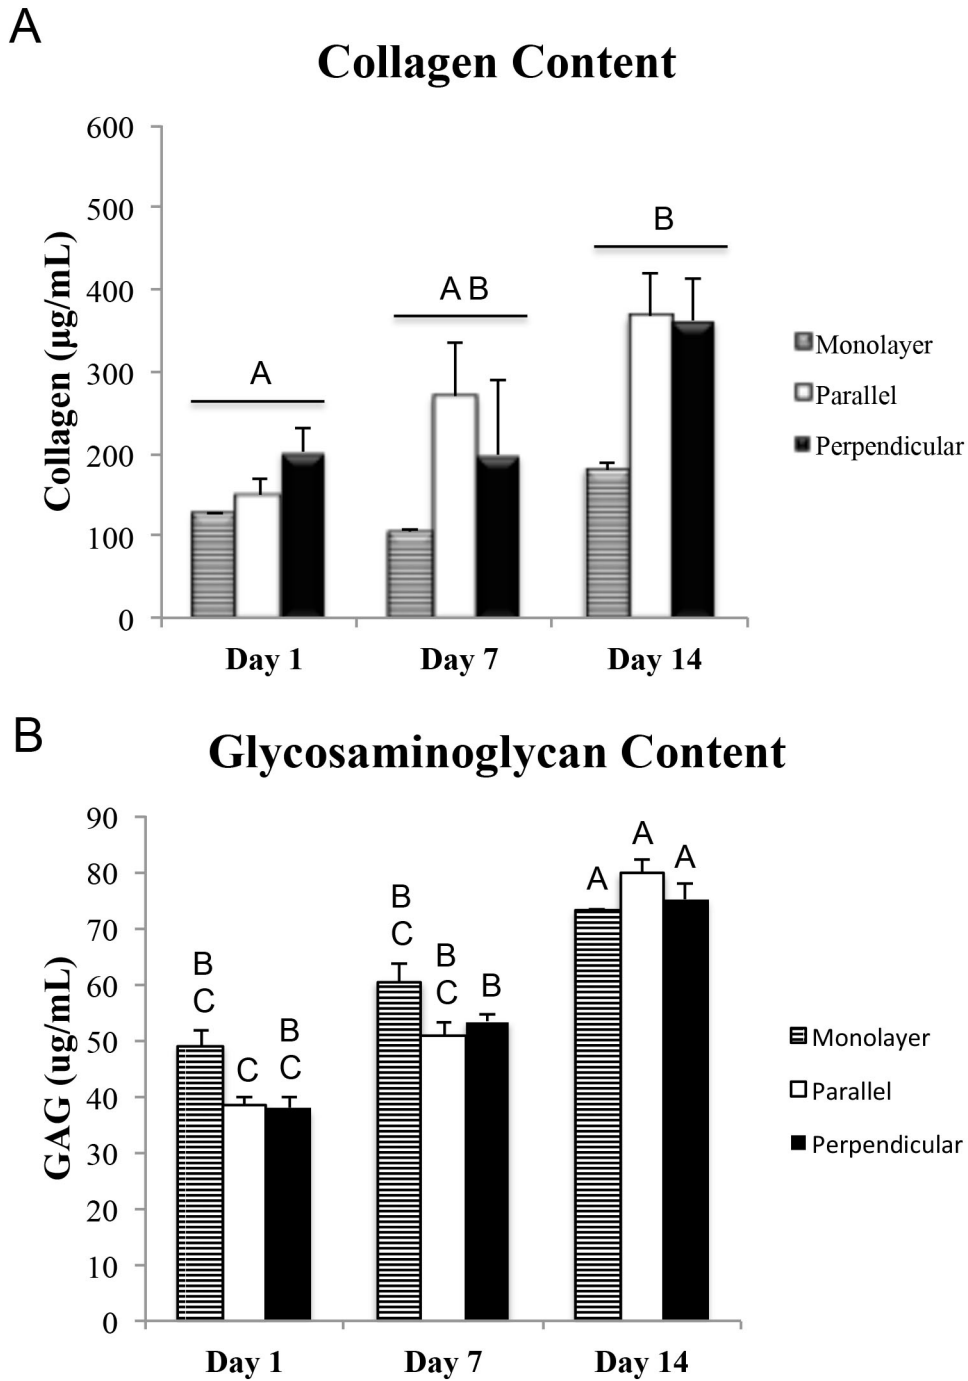 A
Collagen Content
600
500
400
300
200
100
0
Collagen (µg/mL)
A
A B
B
Monolayer
Parallel
Perpendicular
Day 1
Day 7
Day 14
B
Glycosaminoglycan Content
90
80
70
60
50
40
30
20
10
0
GAG (ug/mL)
B
C
C
B
C
B
C
B
C
B
A
A
A
Monolayer
Parallel
Perpendicular
Day 1
Day 7
Day 14